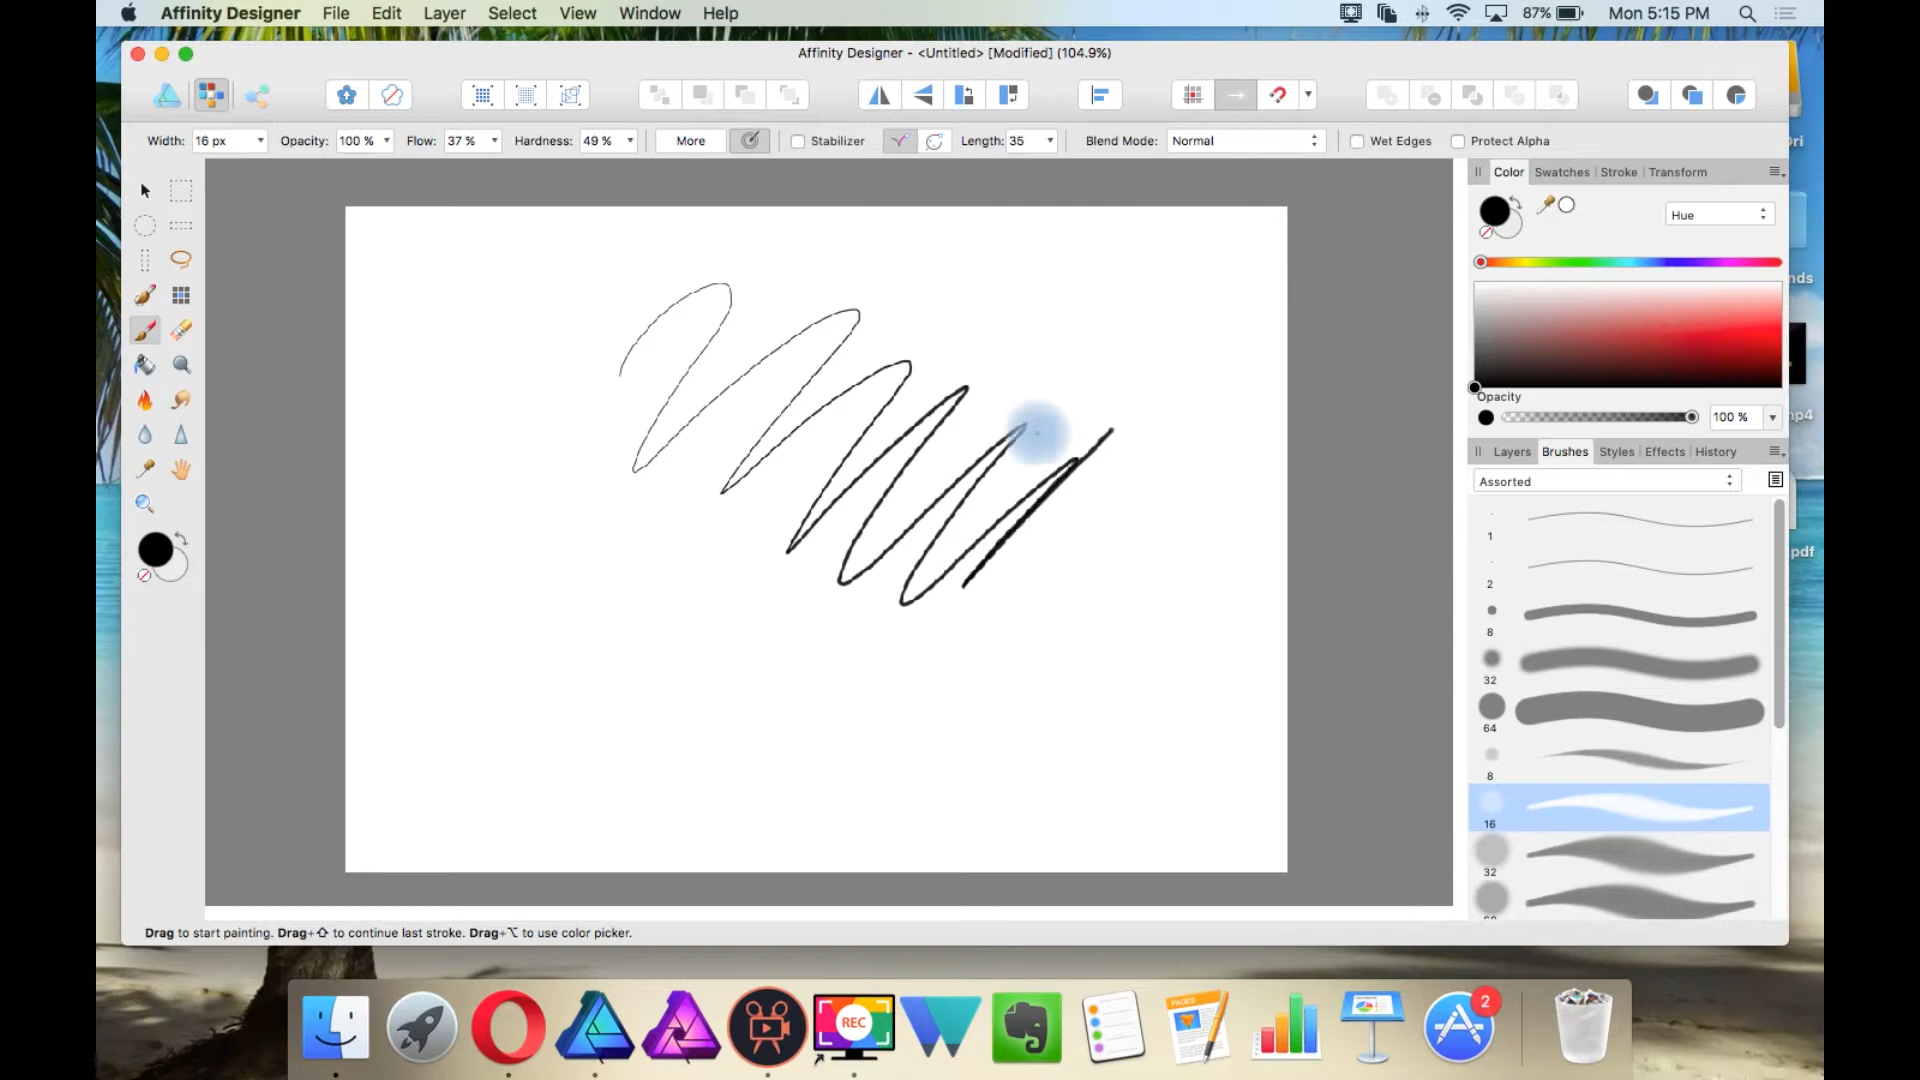 Affinity Designer File Edit Layer Select View Window Help 87% Mon 5:15 PM
Affinity Designer - <Untitled> [Modified] (104.9%)
Width: 16 px Opacity: 100 % Flow: 37 % Hardness: 49 % More Stabilizer Length: 35 Blend Mode: Normal Wet Edges Protect Alpha
Color Swatches Stroke Transform
Hue
Opacity
100 %
Layers Brushes Styles Effects History
Assorted
1
2
8
32
64
8
16
32
Drag to start painting. Drag+⇧ to continue last stroke. Drag+⌥ to use color picker.
nds
mp4
.pdf
REC
PAGES
2